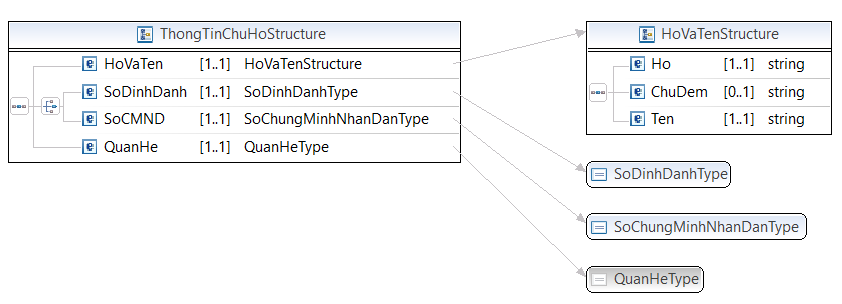 ThongTinChuHoStructure
HoVaTen [1..1] HoVaTenStructure
SoDinhDanh [1..1] SoDinhDanhType
SoCMND [1..1] SoChungMinhNhanDanType
QuanHe [1..1] QuanHeType
HoVaTenStructure
Ho [1..1] string
ChuDem [0..1] string
Ten [1..1] string
SoDinhDanhType
SoChungMinhNhanDanType
QuanHeType